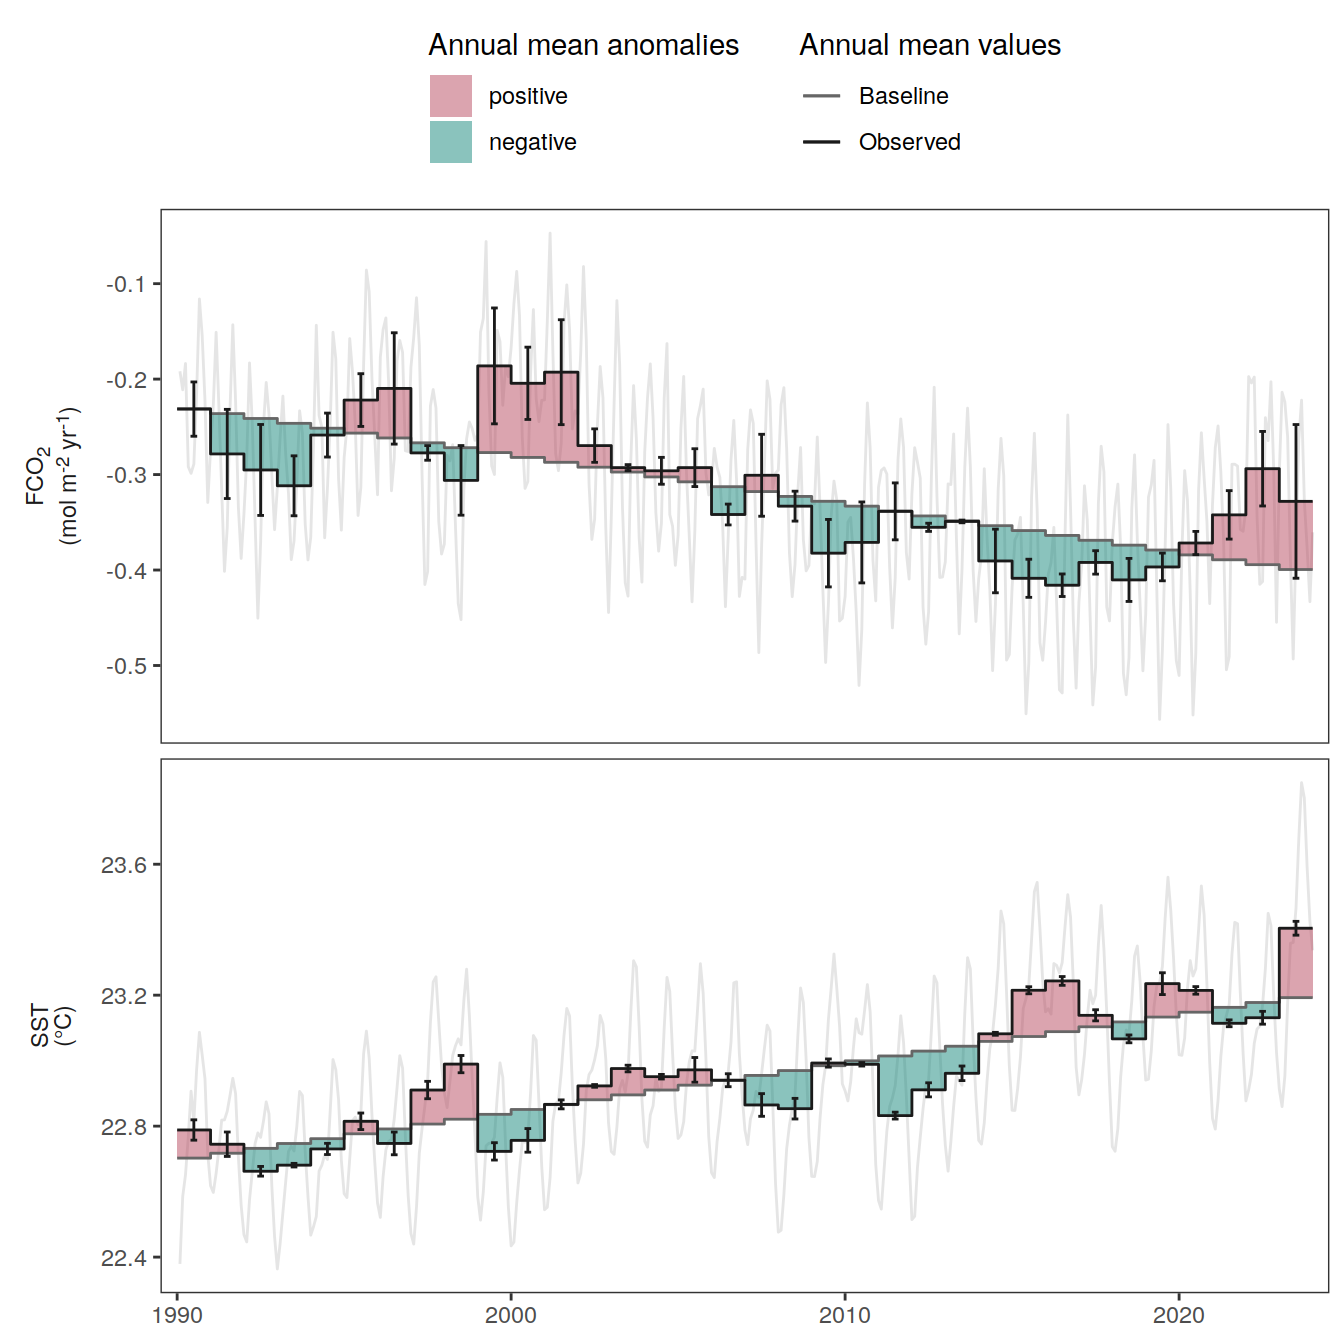 Annual mean anomalies
positive
negative
Annual mean values
Baseline
Observed
FCO₂
(mol m⁻² yr⁻¹)
-0.1
-0.2
-0.3
-0.4
-0.5
SST
(°C)
23.6
23.2
22.8
22.4
1990
2000
2010
2020